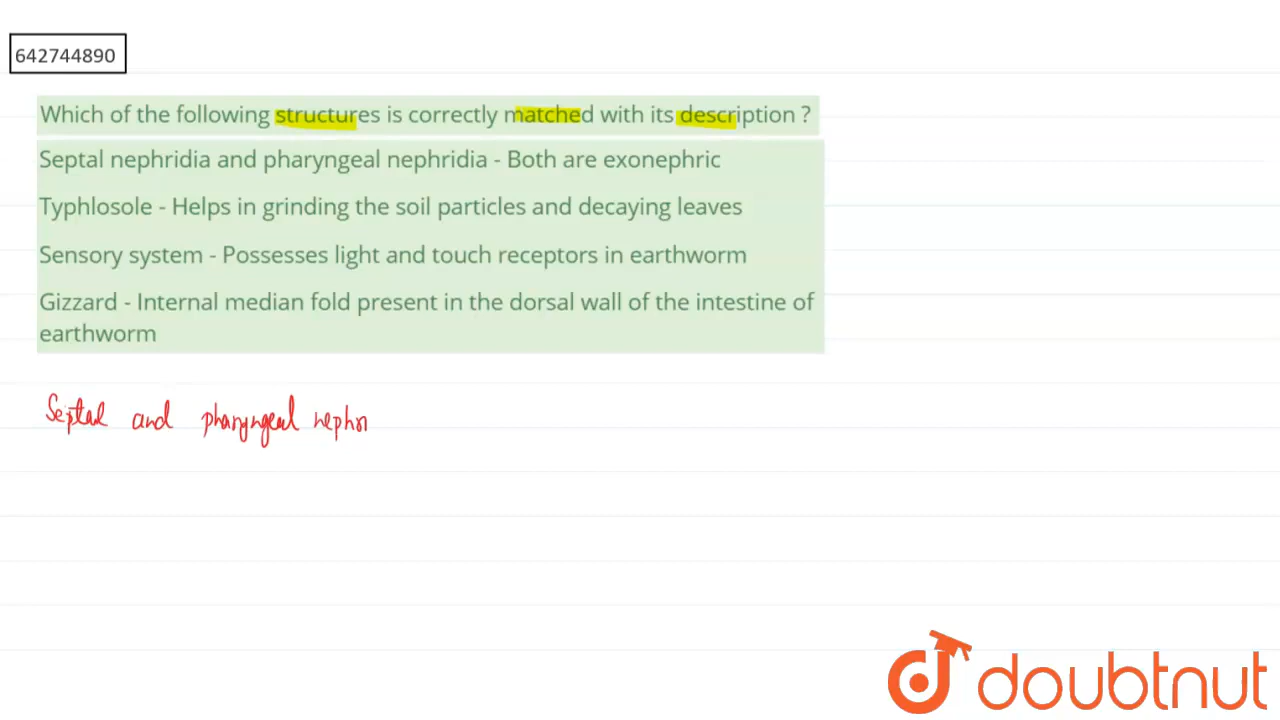 642744890
Which of the following structures is correctly matched with its description ?
Septal nephridia and pharyngeal nephridia - Both are exonephric
Typhlosole - Helps in grinding the soil particles and decaying leaves
Sensory system - Possesses light and touch receptors in earthworm
Gizzard - Internal median fold present in the dorsal wall of the intestine of
earthworm
Septal and pharyngeal nephr
doubtnut